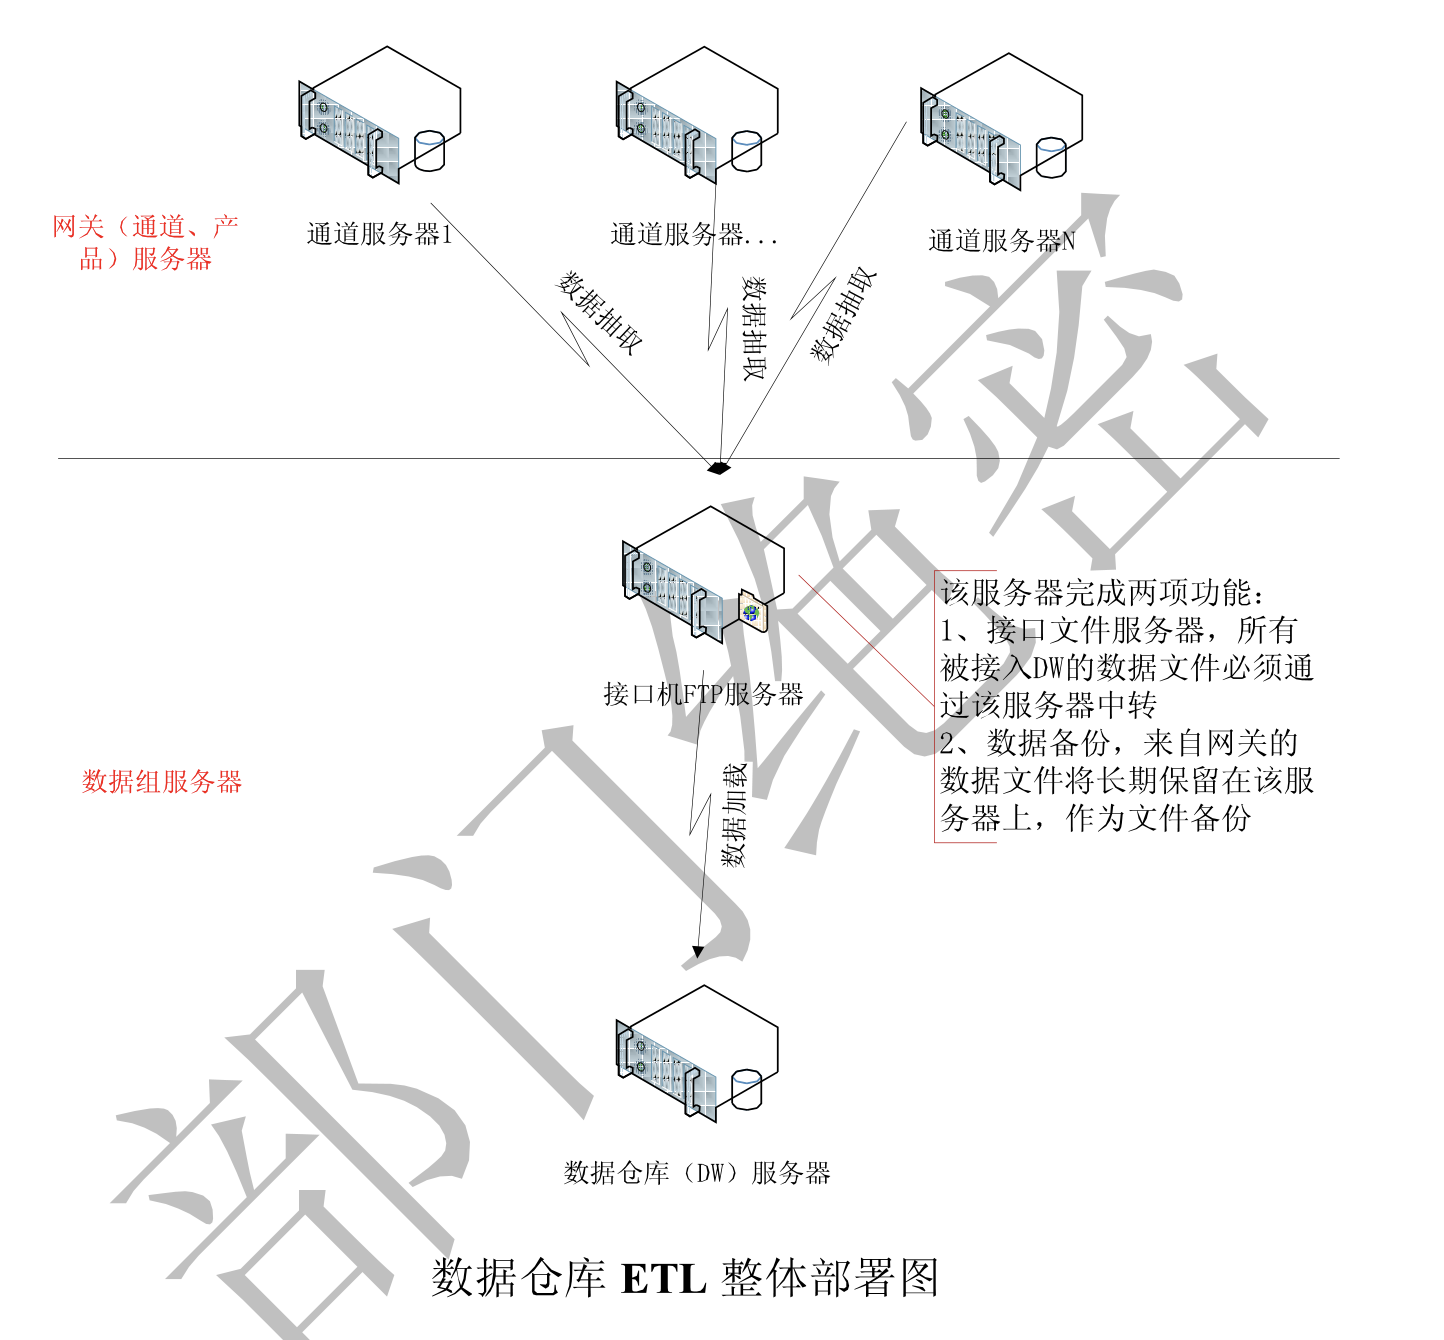 通道服务器1
通道服务器...
通道服务器N
网关（通道、产
品）服务器
数据抽取
数据抽取
数据抽取
接口机FTP服务器
该服务器完成两项功能：
1、接口文件服务器，所有
被接入DW的数据文件必须通
过该服务器中转
2、数据备份，来自网关的
数据文件将长期保留在该服
务器上，作为文件备份
数据组服务器
数据加载
数据仓库（DW）服务器
数据仓库 ETL 整体部署图
部门绝密